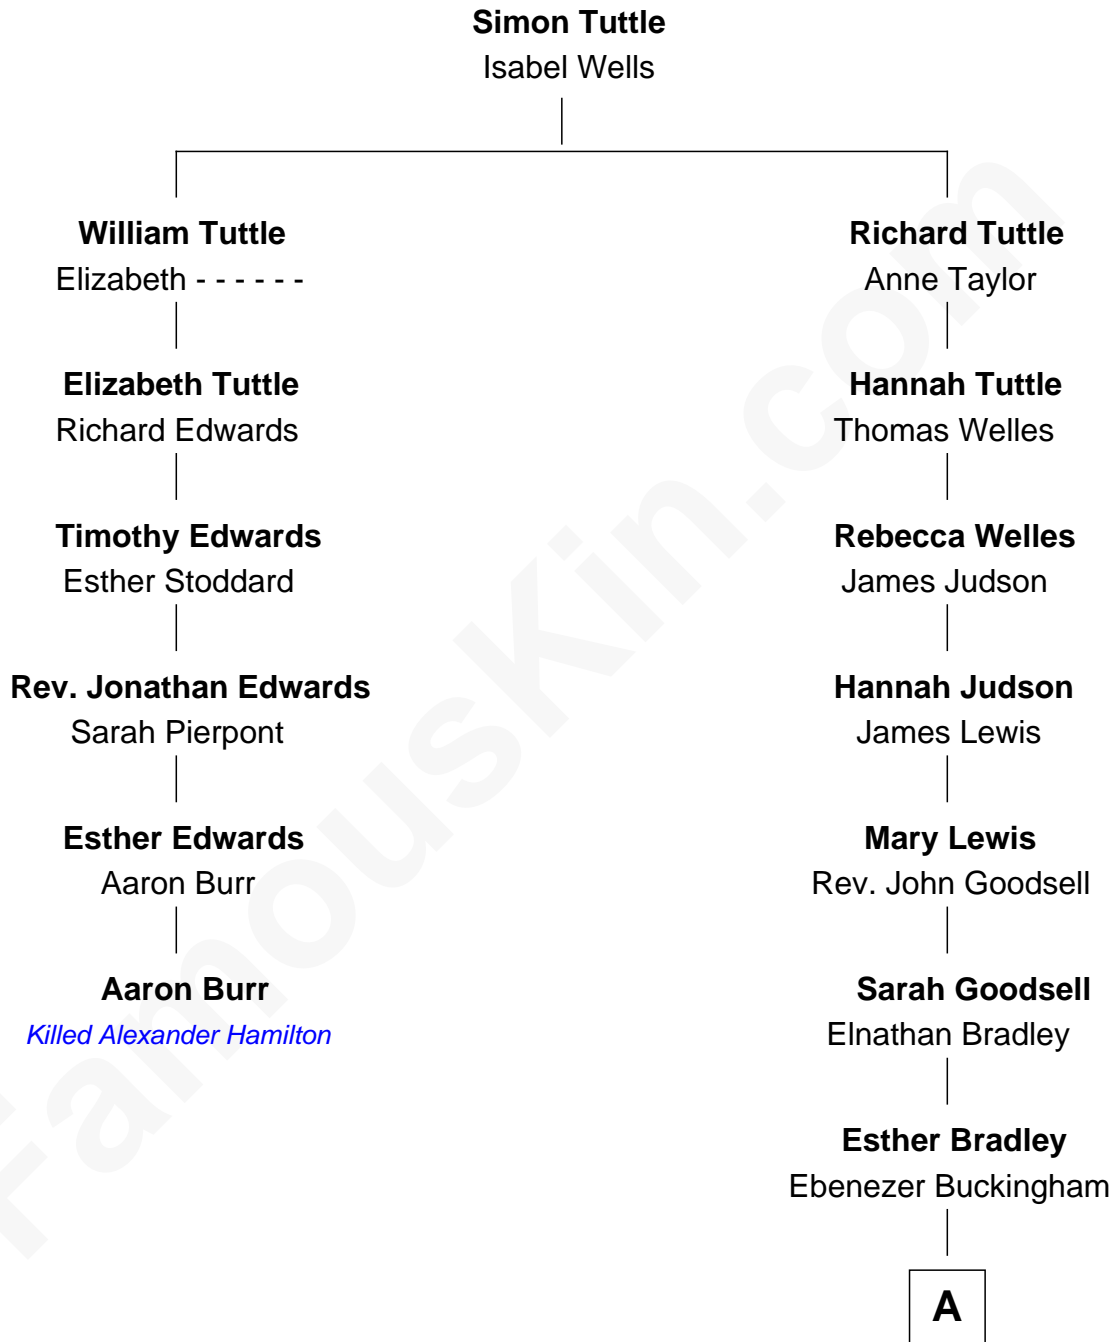 Simon Tuttle
Isabel Wells
William Tuttle
Elizabeth - - - - - -
Richard Tuttle
Anne Taylor
Elizabeth Tuttle
Richard Edwards
Hannah Tuttle
Thomas Welles
Timothy Edwards
Esther Stoddard
Rebecca Welles
James Judson
Rev. Jonathan Edwards
Sarah Pierpont
Hannah Judson
James Lewis
Esther Edwards
Aaron Burr
Mary Lewis
Rev. John Goodsell
Aaron Burr
Killed Alexander Hamilton
Sarah Goodsell
Elnathan Bradley
Esther Bradley
Ebenezer Buckingham
A
FamousKin.com